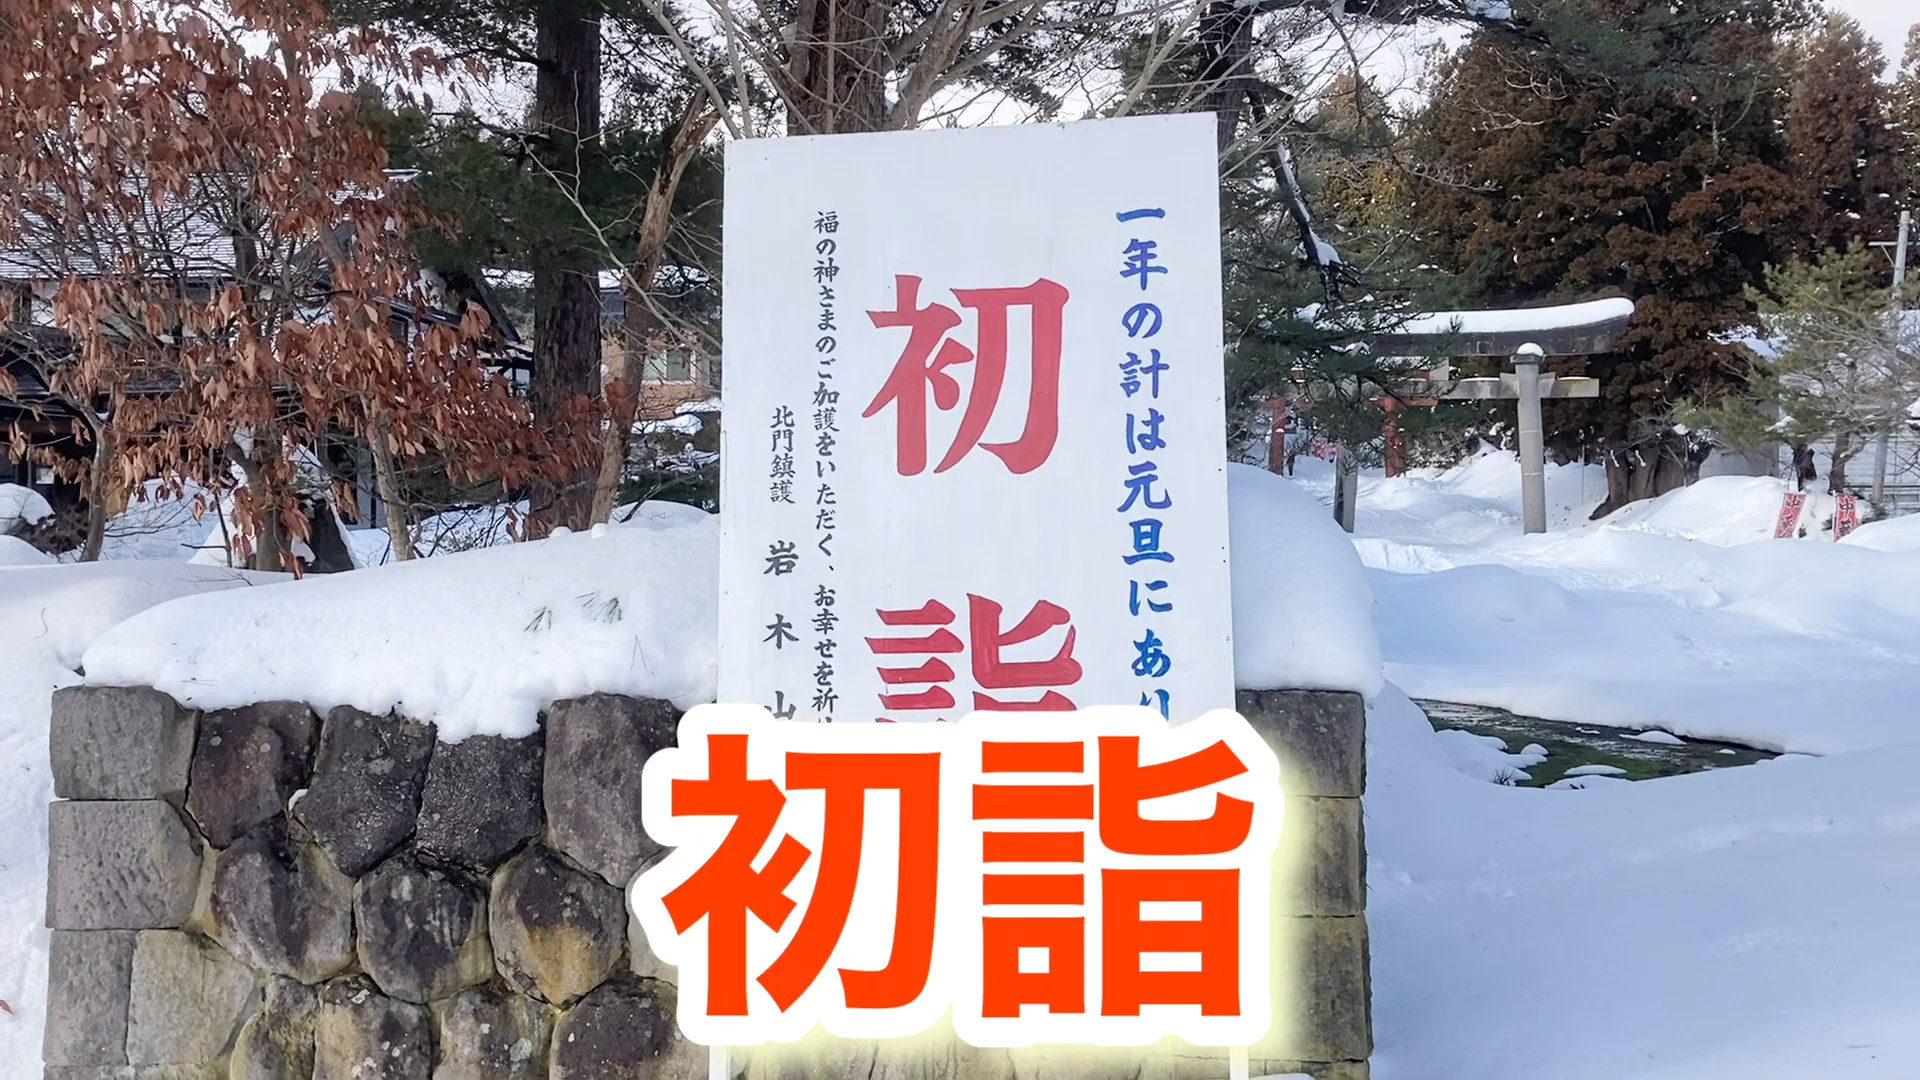 一年の計は元旦にあり
初詣
福の神さまのご加護をいただく、お幸せを祈
北門鎮護
岩木山
初詣